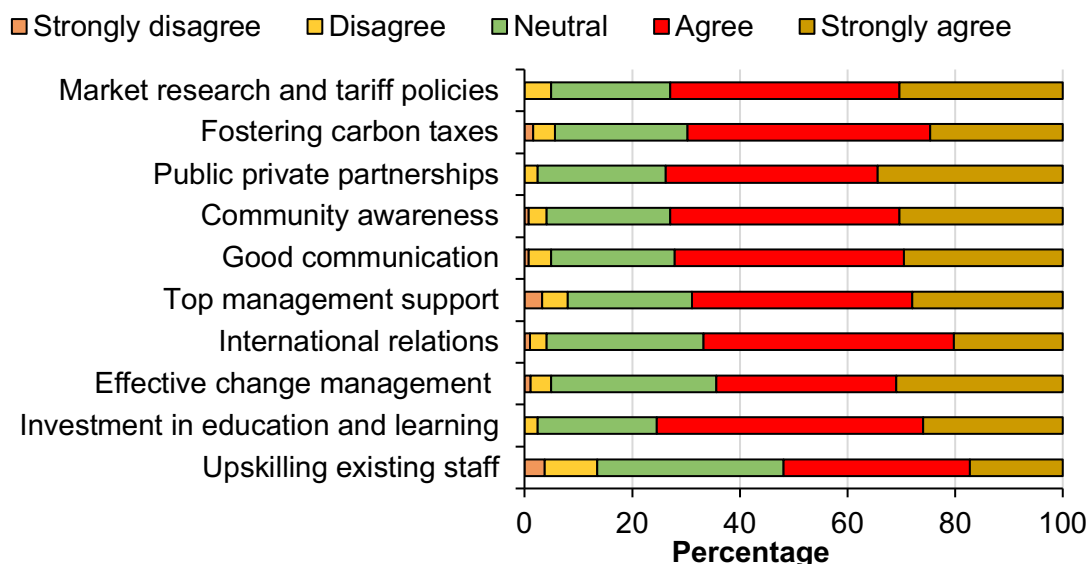 Strongly disagree Disagree Neutral Agree Strongly agree
Market research and tariff policies
Fostering carbon taxes
Public private partnerships
Community awareness
Good communication
Top management support
International relations
Effective change management
Investment in education and learning
Upskilling existing staff
0 20 40 60 80 100
Percentage